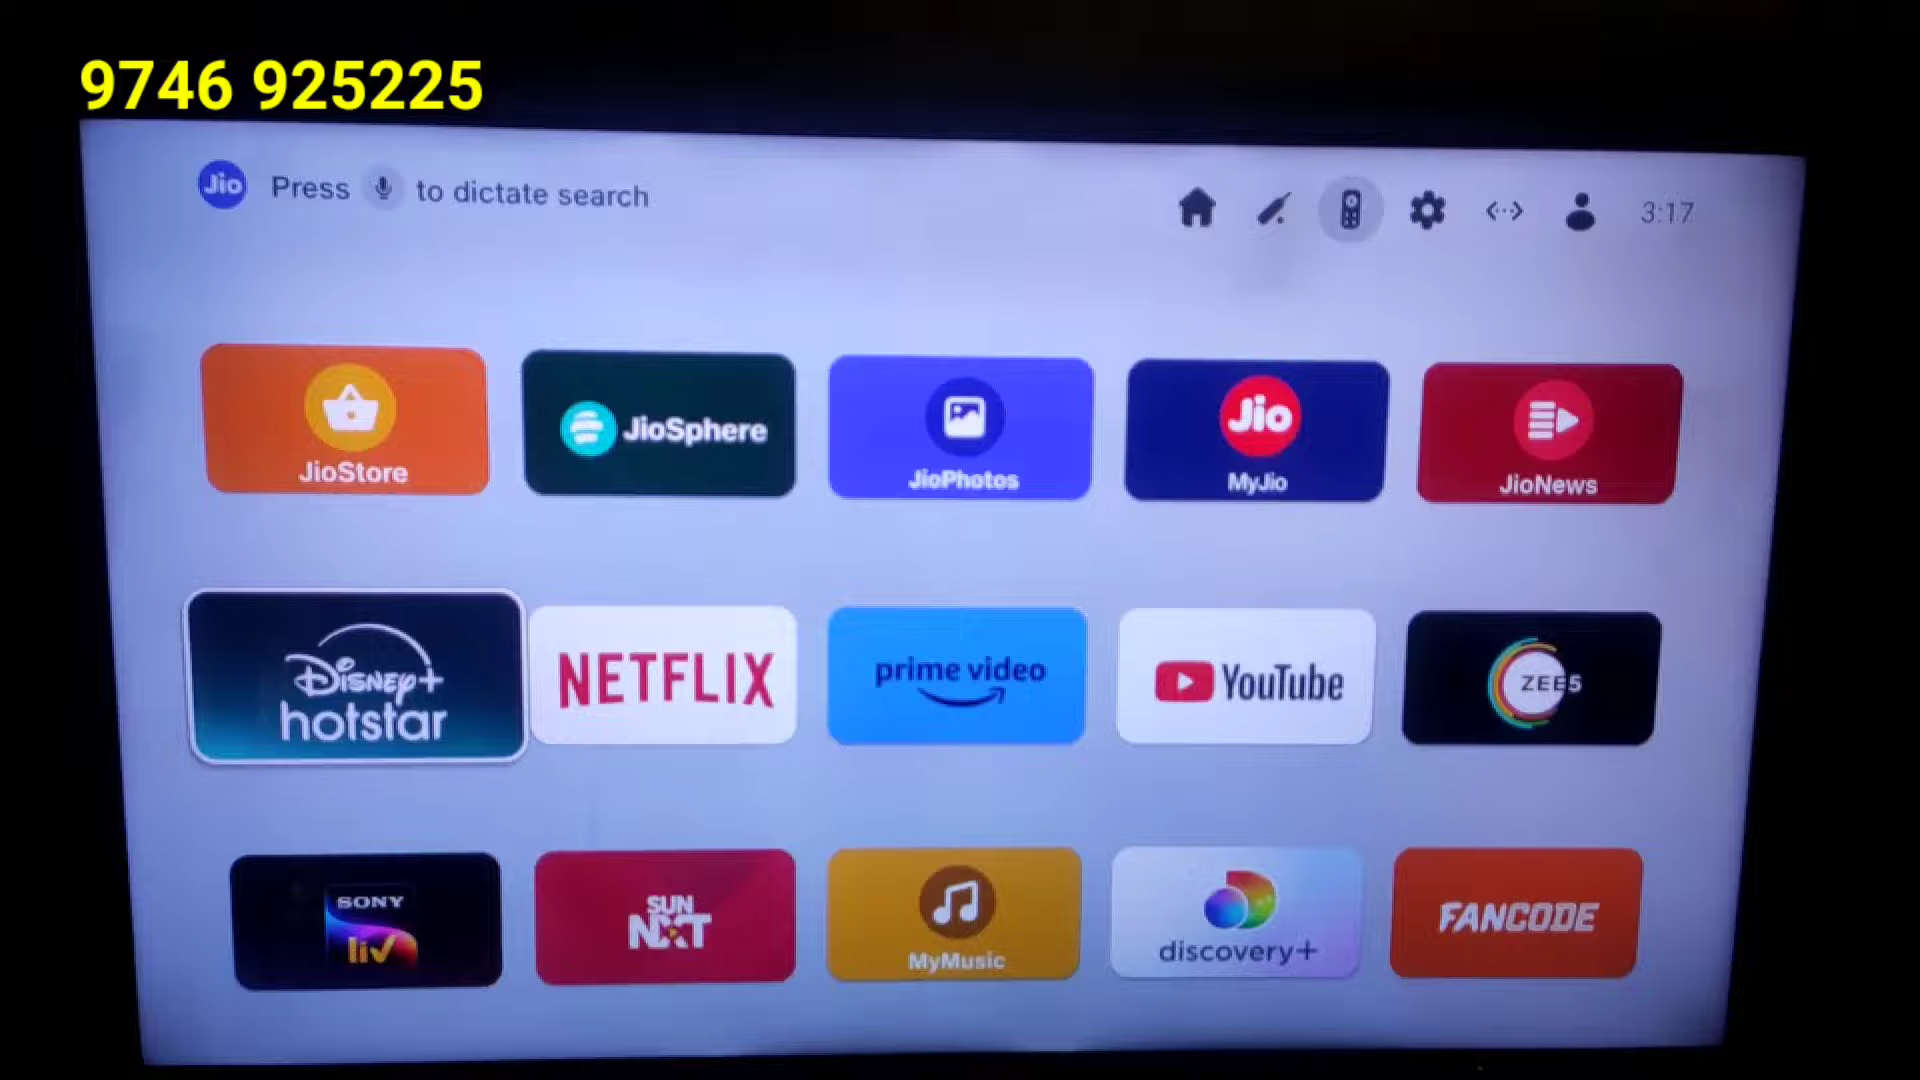 9746 925225
Jio Press to dictate search
3:17
JioStore
JioSphere
JioPhotos
Jio
MyJio
JioNews
Disney+
hotstar
NETFLIX
prime video
YouTube
ZEE5
SONY
liv
SUN
NXT
MyMusic
discovery+
FANCODE